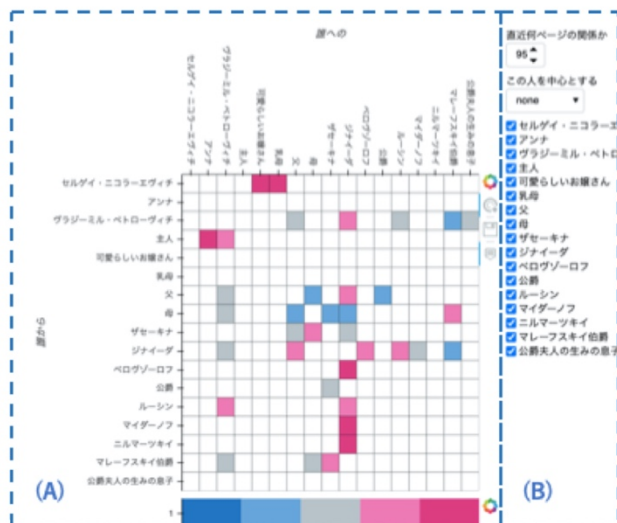 誰への
セルゲイ・ニコラーエヴィチ
アンナ
ヴラジーミル・ペトローヴィチ
主人
可愛らしいお嬢さん
乳母
父
母
ザセーキナ
ジナイーダ
ベロヴゾーロフ
公爵
ルーシン
マイダーノフ
ニルマーツキイ
マレーフスキイ伯爵
公爵夫人の生みの息子
誰から
セルゲイ・ニコラーエヴィチ
アンナ
ヴラジーミル・ペトローヴィチ
主人
可愛らしいお嬢さん
乳母
父
母
ザセーキナ
ジナイーダ
ベロヴゾーロフ
公爵
ルーシン
マイダーノフ
ニルマーツキイ
マレーフスキイ伯爵
公爵夫人の生みの息子
1
(A)
直近何ページの関係か
95
この人を中心とする
none
セルゲイ・ニコラーエ
アンナ
ヴラジーミル・ペトロ
主人
可愛らしいお嬢さん
乳母
父
母
ザセーキナ
ジナイーダ
ベロヴゾーロフ
公爵
ルーシン
マイダーノフ
ニルマーツキイ
マレーフスキイ伯爵
公爵夫人の生みの息子
(B)